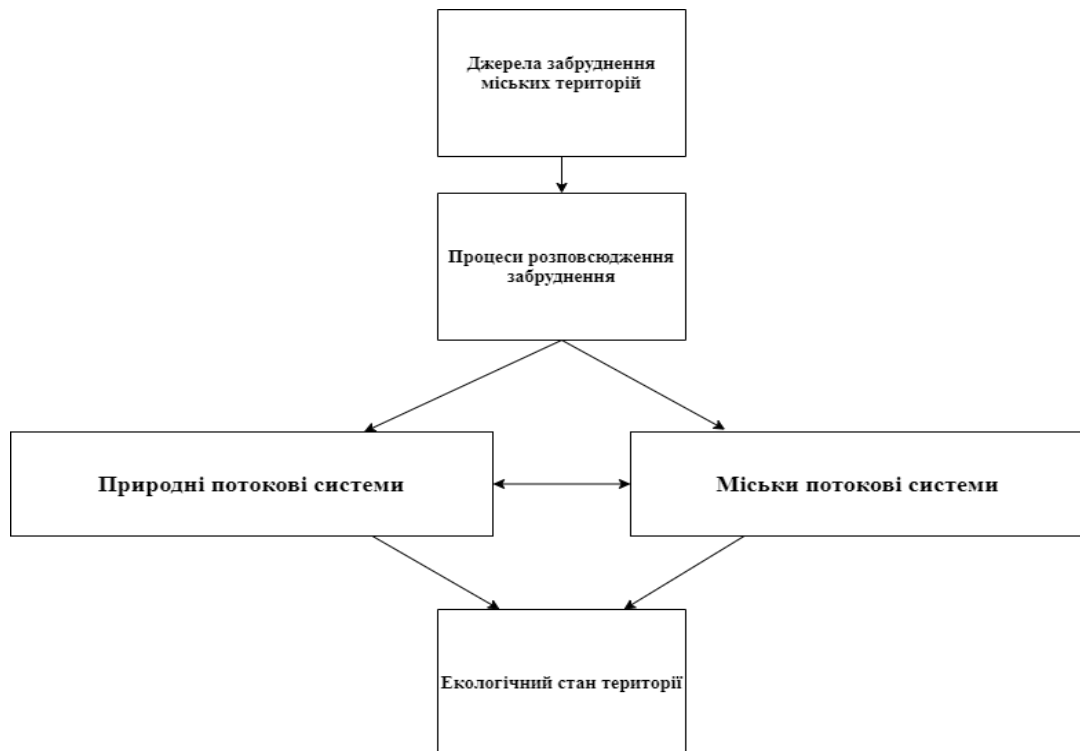 Джерела забруднення
міських територій
Процеси розповсюдження
забруднення
Природні потокові системи
Міськи потокові системи
Екологічний стан території